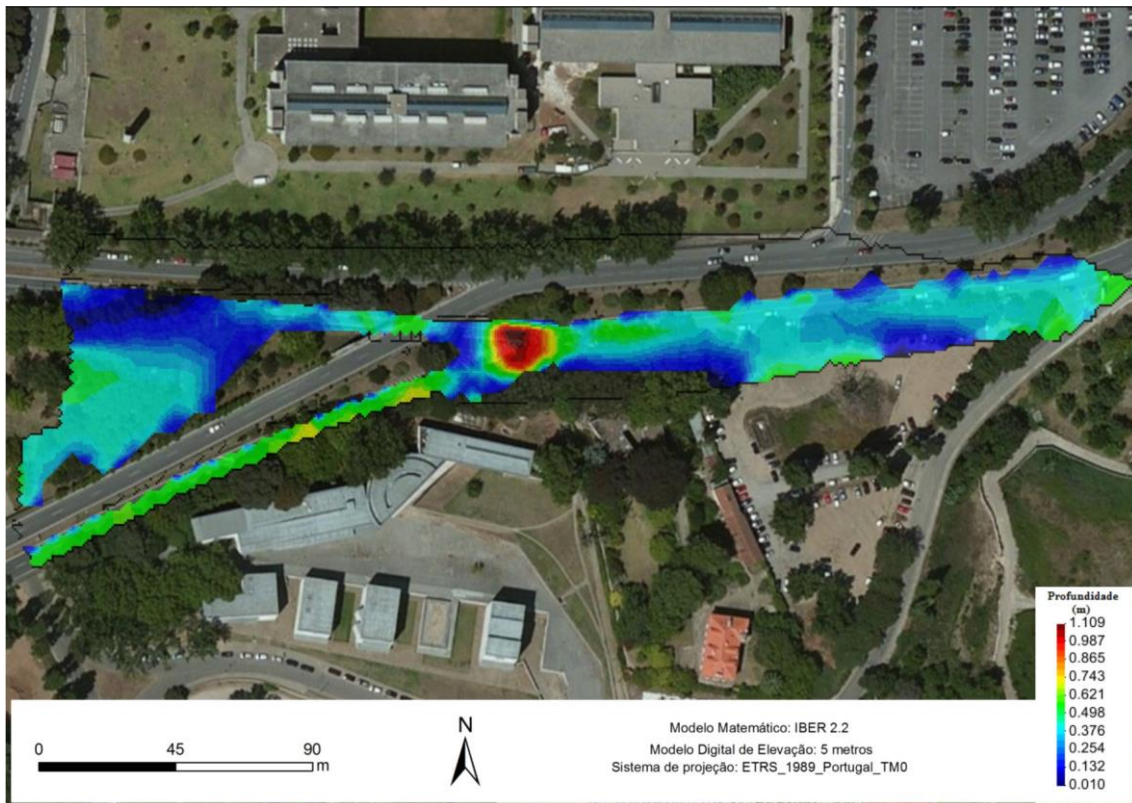 Profundidade
(m)
1.109
0.987
0.865
0.743
0.621
0.498
0.376
0.254
0.132
0.010
N
Modelo Matemático: IBER 2.2
Modelo Digital de Elevação: 5 metros
Sistema de projeção: ETRS_1989_Portugal_TM0
0 45 90
m